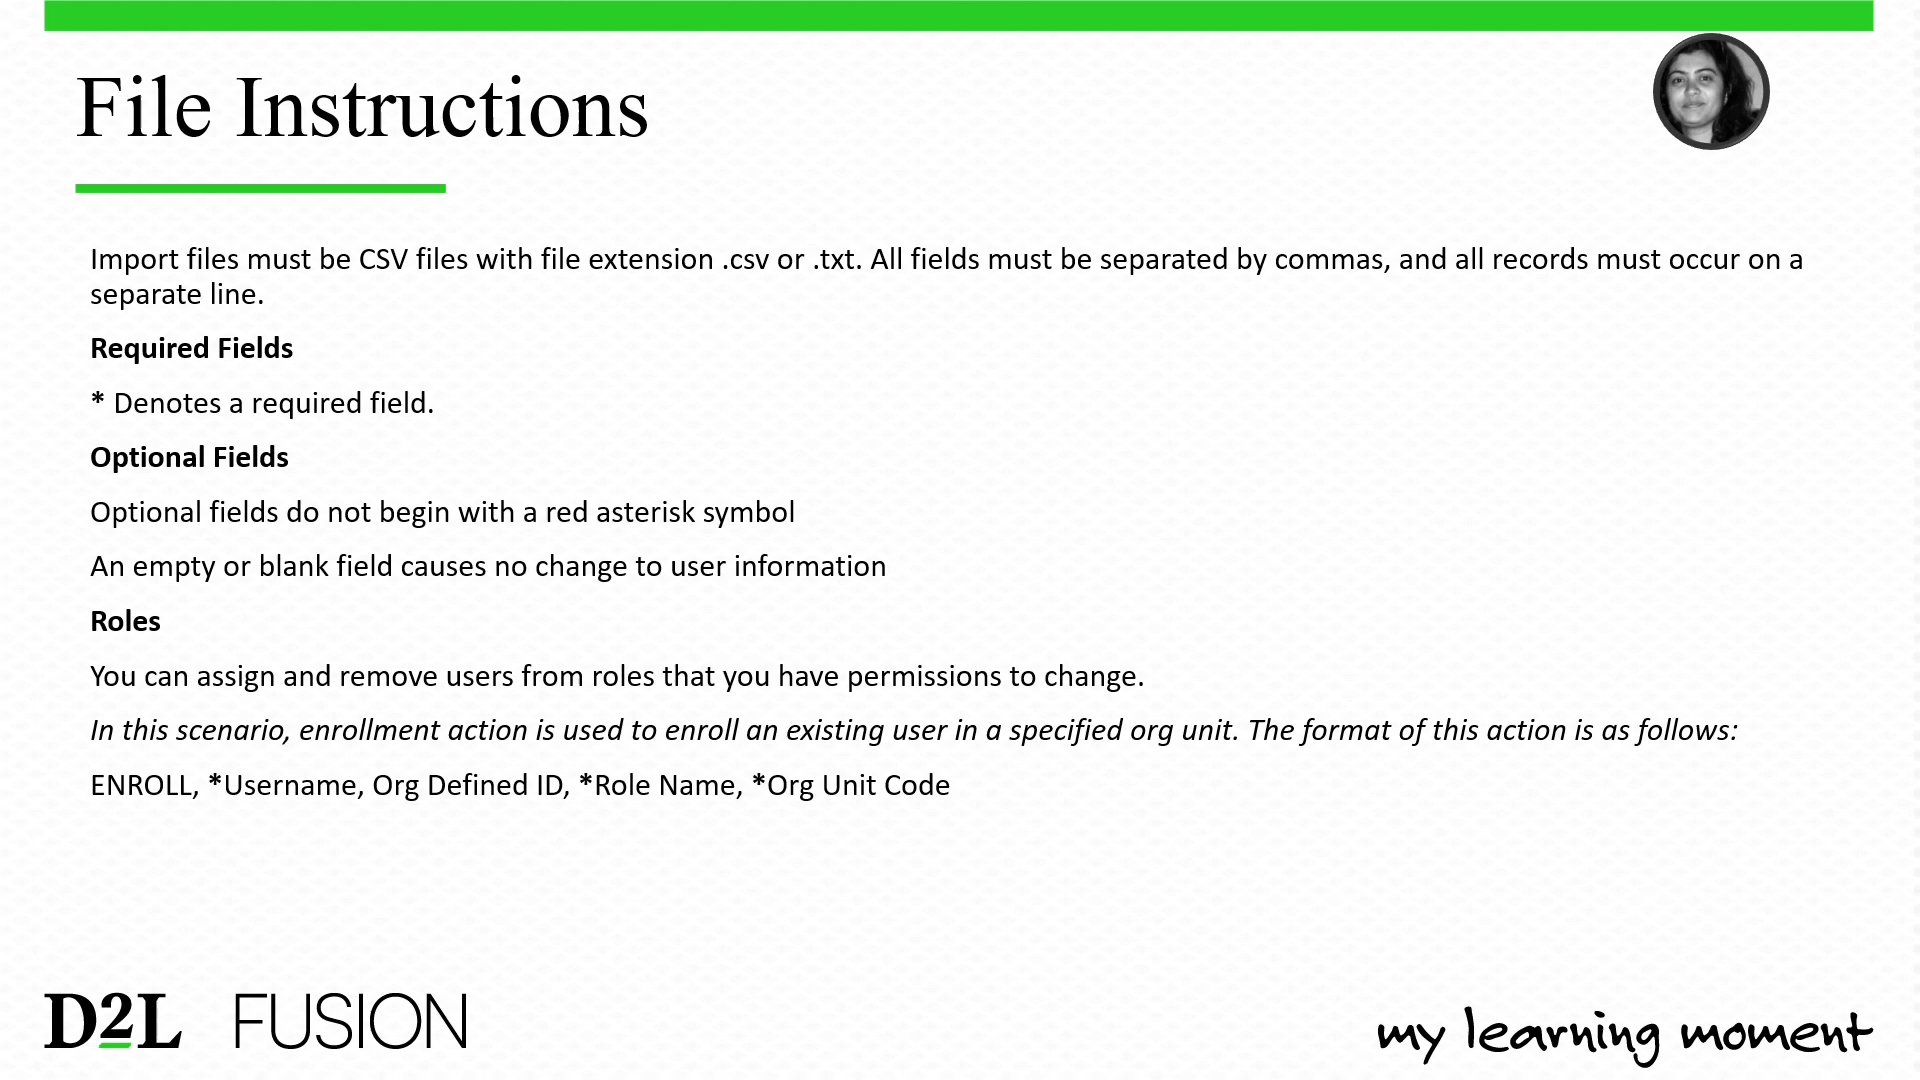 File Instructions
Import files must be CSV files with file extension .csv or .txt. All fields must be separated by commas, and all records must occur on a
separate line.
Required Fields
* Denotes a required field.
Optional Fields
Optional fields do not begin with a red asterisk symbol
An empty or blank field causes no change to user information
Roles
You can assign and remove users from roles that you have permissions to change.
In this scenario, enrollment action is used to enroll an existing user in a specified org unit. The format of this action is as follows:
ENROLL, *Username, Org Defined ID, *Role Name, *Org Unit Code
D2L FUSION
my learning moment